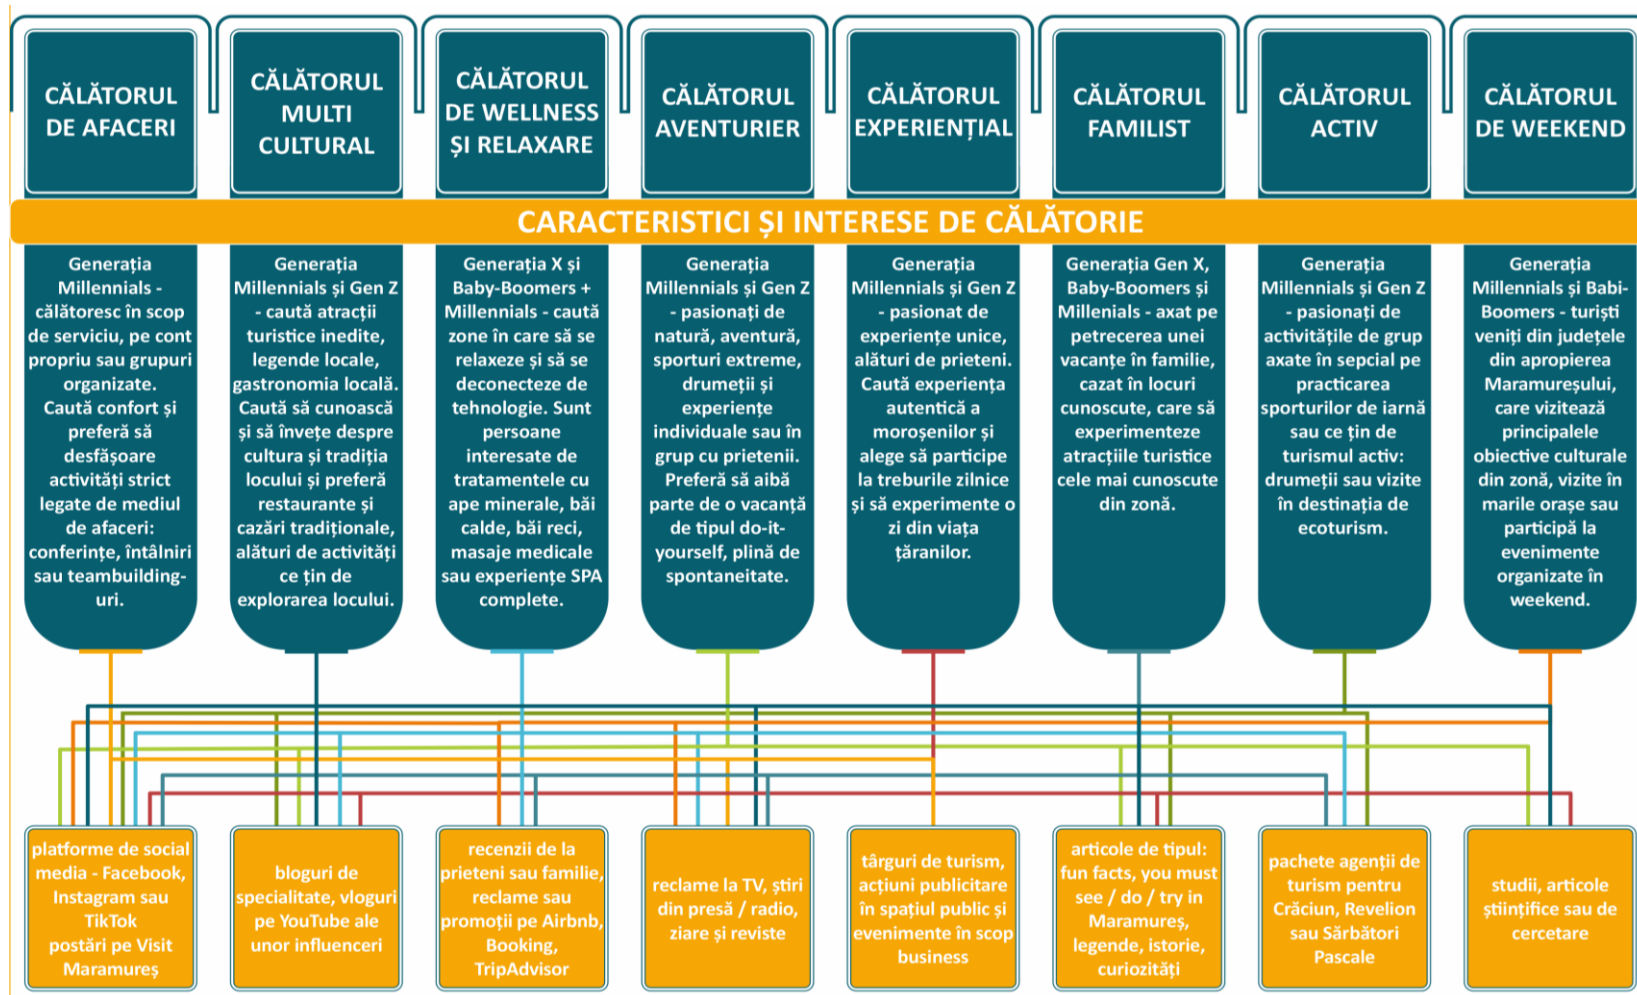 CĂLĂTORUL
DE AFACERI
CĂLĂTORUL
MULTI
CULTURAL
CĂLĂTORUL
DE WELLNESS
ȘI RELAXARE
CĂLĂTORUL
AVENTURIER
CĂLĂTORUL
EXPERIENȚIAL
CĂLĂTORUL
FAMILIST
CĂLĂTORUL
ACTIV
CĂLĂTORUL
DE WEEKEND
CARACTERISTICI ȘI INTERESE DE CĂLĂTORIE
Generația
Millennials -
călătoresc în scop
de serviciu, pe cont
propriu sau grupuri
organizate.
Caută confort și
preferă să
desfășoare
activități strict
legate de mediul
de afaceri:
conferințe, întâlniri
sau teambuilding-
uri.
Generația
Millennials și Gen Z
- caută atracții
turistice inedite,
legende locale,
gastronomia locală.
Caută să cunoască
și să învețe despre
cultura și tradiția
locului și preferă
restaurante și
cazări tradiționale,
alături de activități
ce țin de
explorarea locului.
Generația X și
Baby-Boomers +
Millennials - caută
zone în care să se
relaxeze și să se
deconecteze de
tehnologie. Sunt
persoane
interesate de
tratamentele cu
ape minerale, băi
calde, băi reci,
masaje medicale
sau experiențe SPA
complete.
Generația
Millennials și Gen Z
- pasionați de
natură, aventură,
sporturi extreme,
drumeții și
experiențe
individuale sau în
grup cu prietenii.
Preferă să aibă
parte de o vacanță
de tipul do-it-
yourself, plină de
spontaneitate.
Generația
Millennials și Gen Z
- pasionat de
experiențe unice,
alături de prieteni.
Caută experiența
autentică a
moroșenilor și
alege să participe
la treburile zilnice
și să experimente o
zi din viața
țăranilor.
Generația Gen X,
Baby-Boomers și
Millenials - axat pe
petrecerea unei
vacanțe în familie,
cazat în locuri
cunoscute, care să
experimenteze
atracțiile turistice
cele mai cunoscute
din zonă.
Generația
Millennials și Gen Z
- pasionați de
activitățile de grup
axate în sepcial pe
practicarea
sporturilor de iarnă
sau ce țin de
turismul activ:
drumeții sau vizite
în destinația de
ecoturism.
Generația
Millennials și Babi-
Boomers - turiști
veniți din județele
din apropierea
Maramureșului,
care vizitează
principalele
obiective culturale
din zonă, vizite în
marile orașe sau
participă la
evenimente
organizate în
weekend.
platforme de social
media - Facebook,
Instagram sau
TikTok
postări pe Visit
Maramureș
bloguri de
specialitate, vloguri
pe YouTube ale
unor influenceri
recenzii de la
prieteni sau familie,
reclame sau
promoții pe Airbnb,
Booking,
TripAdvisor
reclame la TV, știri
din presă / radio,
ziare și reviste
târguri de turism,
acțiuni publicitare
în spațiul public și
evenimente în scop
business
articole de tipul:
fun facts, you must
see / do / try in
Maramureș,
legende, istorie,
curiozități
pachete agenții de
turism pentru
Crăciun, Revelion
sau Sărbători
Pascale
studii, articole
științifice sau de
cercetare